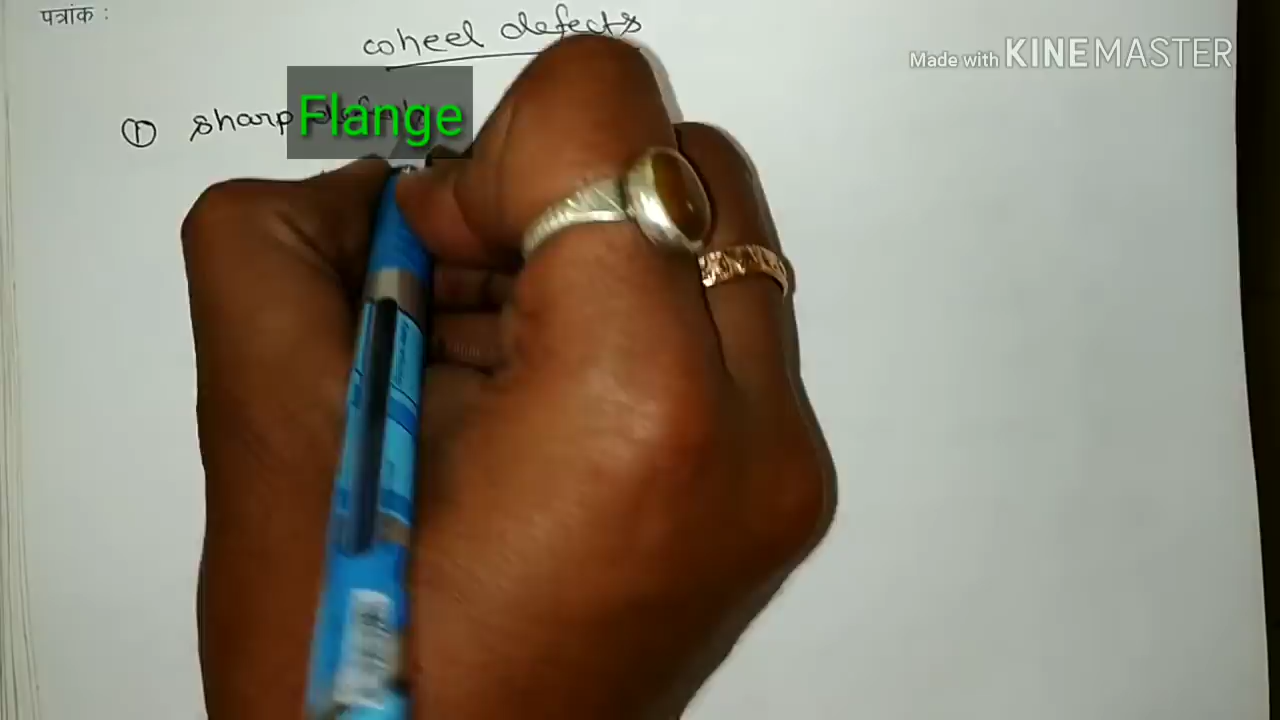 पत्रांक :
Made with KINEMASTER
wheel defects
① sharp Flange